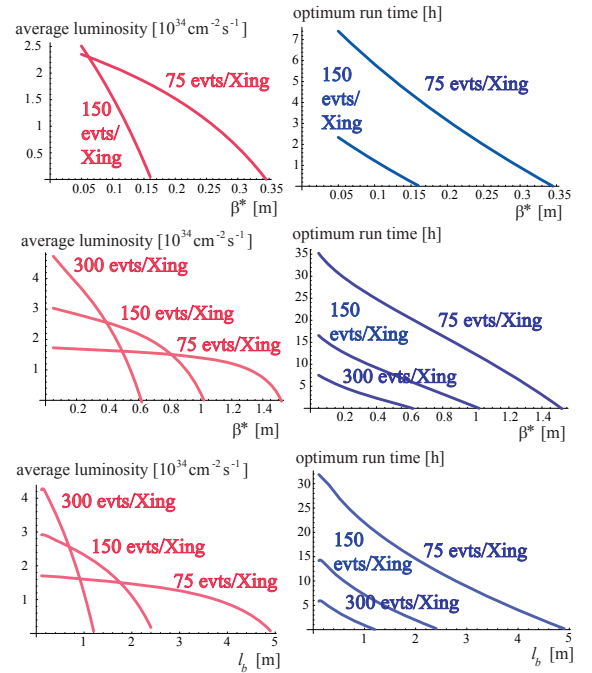 average luminosity [10^34 cm^-2 s^-1]
2.5
2
1.5
1
0.5
75 evts/Xing
150
evts/
Xing
0.05 0.1 0.15 0.2 0.25 0.3 0.35
β* [m]
optimum run time [h]
7
6
5
4
3
2
1
150
evts/
Xing
75 evts/Xing
0.05 0.1 0.15 0.2 0.25 0.3 0.35
β* [m]
average luminosity [10^34 cm^-2 s^-1]
4
3
2
1
300 evts/Xing
150 evts/Xing
75 evts/Xing
0.2 0.4 0.6 0.8 1 1.2 1.4
β* [m]
optimum run time [h]
35
30
25
20
15
10
5
150
evts/Xing
75 evts/Xing
300 evts/Xing
0.2 0.4 0.6 0.8 1 1.2 1.4
β* [m]
average luminosity [10^34 cm^-2 s^-1]
4
3
2
1
300 evts/Xing
150 evts/Xing
75 evts/Xing
0 1 2 3 4 5
l_b [m]
optimum run time [h]
30
25
20
15
10
5
150
evts/Xing
75 evts/Xing
300 evts/Xing
0 1 2 3 4 5
l_b [m]